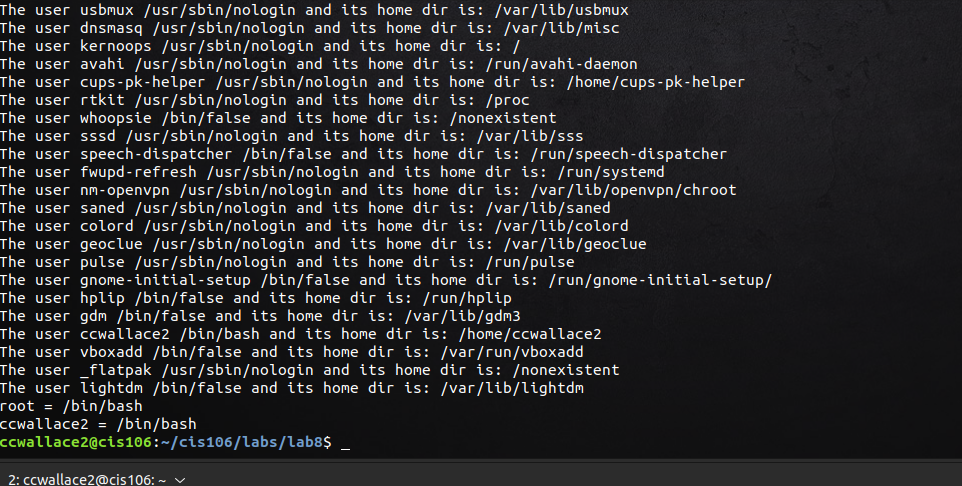 The user usbmux /usr/sbin/nologin and its home dir is: /var/lib/usbmux
The user dnsmasq /usr/sbin/nologin and its home dir is: /var/lib/misc
The user kernoops /usr/sbin/nologin and its home dir is: /
The user avahi /usr/sbin/nologin and its home dir is: /run/avahi-daemon
The user cups-pk-helper /usr/sbin/nologin and its home dir is: /home/cups-pk-helper
The user rtkit /usr/sbin/nologin and its home dir is: /proc
The user whoopsie /bin/false and its home dir is: /nonexistent
The user sssd /usr/sbin/nologin and its home dir is: /var/lib/sss
The user speech-dispatcher /bin/false and its home dir is: /run/speech-dispatcher
The user fwupd-refresh /usr/sbin/nologin and its home dir is: /run/systemd
The user nm-openvpn /usr/sbin/nologin and its home dir is: /var/lib/openvpn/chroot
The user saned /usr/sbin/nologin and its home dir is: /var/lib/saned
The user colord /usr/sbin/nologin and its home dir is: /var/lib/colord
The user geoclue /usr/sbin/nologin and its home dir is: /var/lib/geoclue
The user pulse /usr/sbin/nologin and its home dir is: /run/pulse
The user gnome-initial-setup /bin/false and its home dir is: /run/gnome-initial-setup/
The user hplip /bin/false and its home dir is: /run/hplip
The user gdm /bin/false and its home dir is: /var/lib/gdm3
The user ccwallace2 /bin/bash and its home dir is: /home/ccwallace2
The user vboxadd /bin/false and its home dir is: /var/run/vboxadd
The user _flatpak /usr/sbin/nologin and its home dir is: /nonexistent
The user lightdm /bin/false and its home dir is: /var/lib/lightdm
root = /bin/bash
ccwallace2 = /bin/bash
ccwallace2@cis106:~/cis106/labs/lab8$ _
2: ccwallace2@cis106: ~